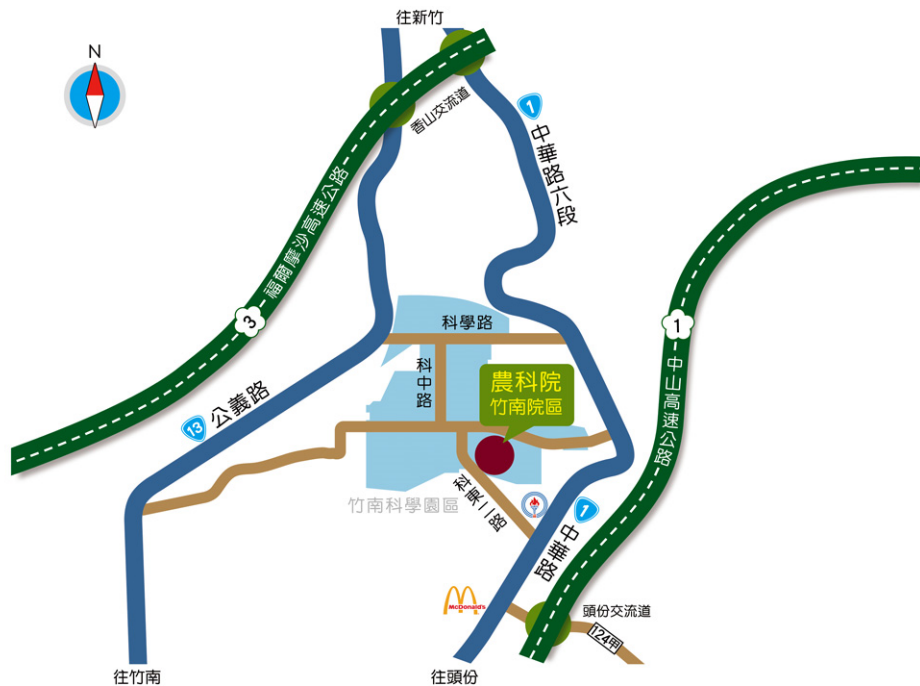 往新竹
N
香山交流道
1
中華路六段
福爾摩沙高速公路
3
1
中山高速公路
科學路
科中路
農科院
竹南院區
13
公義路
竹南科學園區
科東二路
1
中華路
McDonald's
頭份交流道
124甲
往竹南
往頭份